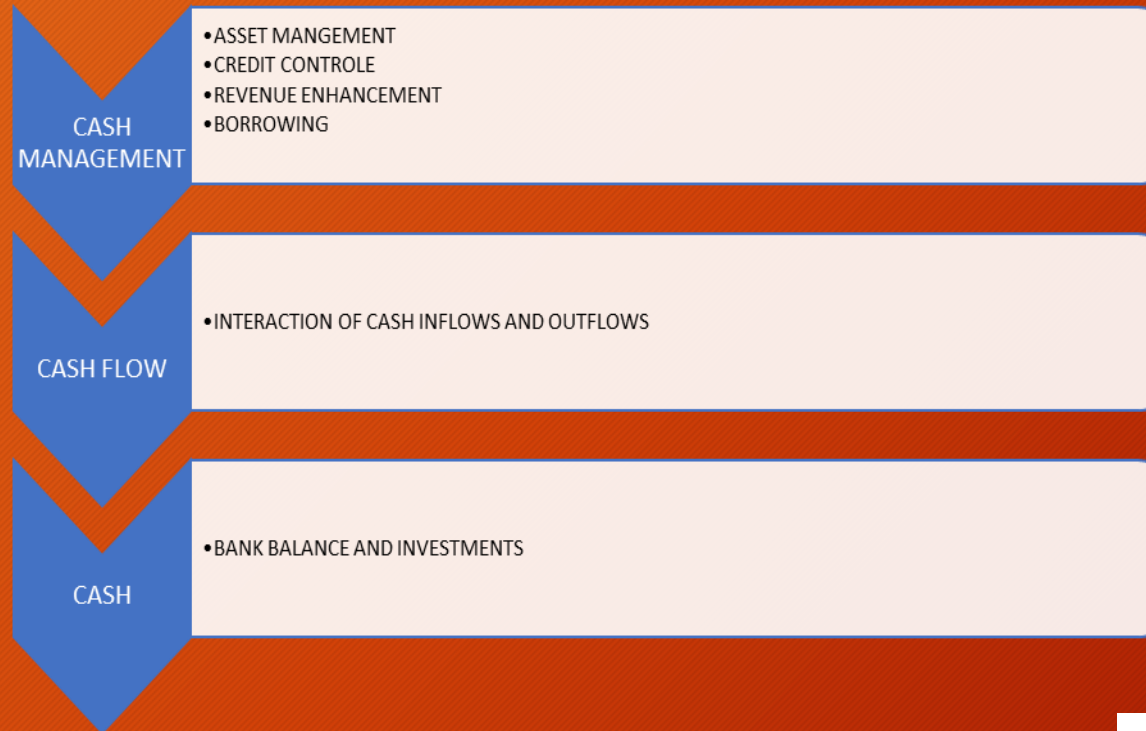 CASH
MANAGEMENT
•ASSET MANGEMENT
•CREDIT CONTROLE
•REVENUE ENHANCEMENT
•BORROWING
CASH FLOW
•INTERACTION OF CASH INFLOWS AND OUTFLOWS
CASH
•BANK BALANCE AND INVESTMENTS